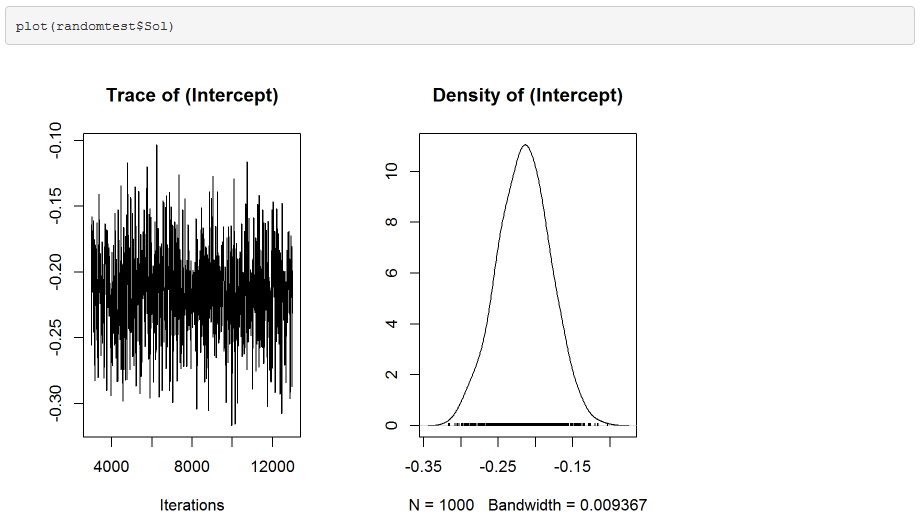 plot(randomtest$Sol)
Trace of (Intercept)
-0.10
-0.15
-0.20
-0.25
-0.30
4000 8000 12000
Iterations
Density of (Intercept)
10
8
6
4
2
0
-0.35 -0.25 -0.15
N = 1000 Bandwidth = 0.009367